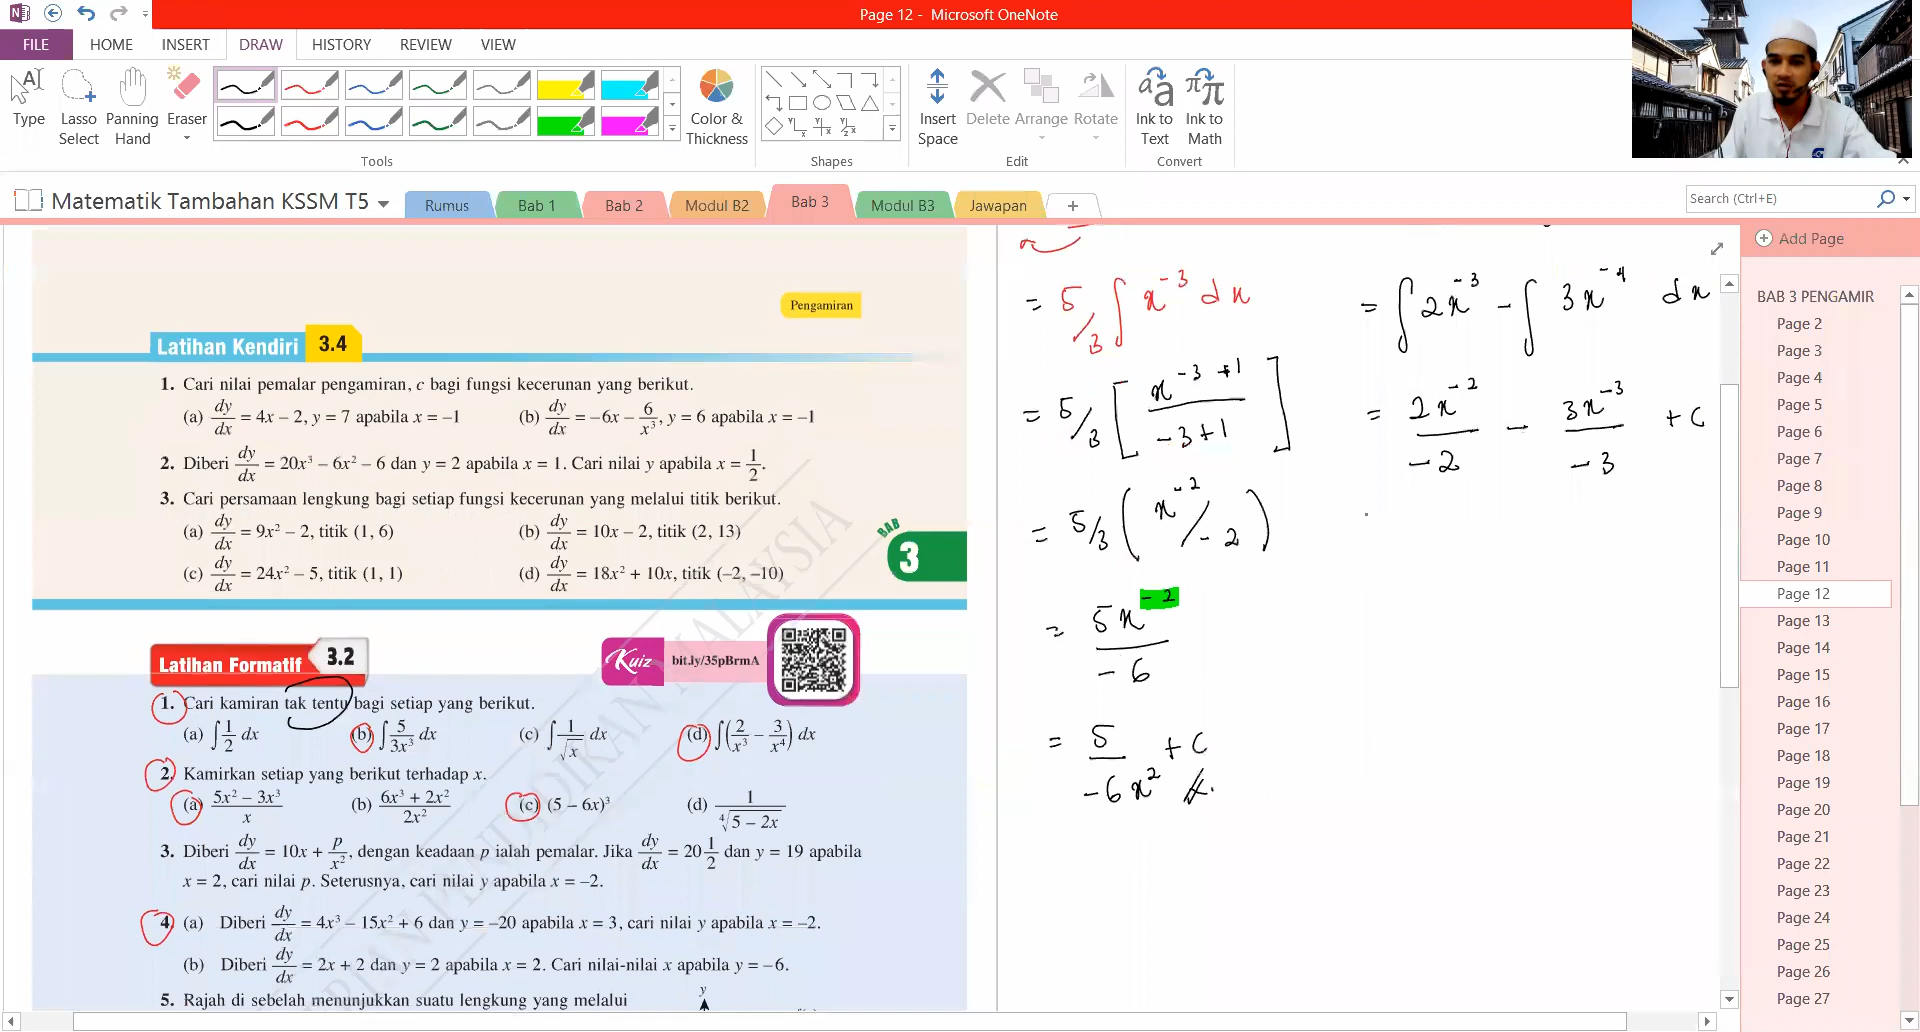 Page 12 - Microsoft OneNote
FILE HOME INSERT DRAW HISTORY REVIEW VIEW
Type Lasso Select Panning Hand Eraser Color & Thickness Insert Space Delete Arrange Rotate Ink to Text Ink to Math
Tools Shapes Edit Convert
Matematik Tambahan KSSM T5 Rumus Bab 1 Bab 2 Modul B2 Bab 3 Modul B3 Jawapan + Search (Ctrl+E)
Pengamiran
Latihan Kendiri 3.4
1. Cari nilai pemalar pengamiran, c bagi fungsi kecerunan yang berikut.
(a) dy/dx = 4x – 2, y = 7 apabila x = –1 (b) dy/dx = –6x – 6/x³, y = 6 apabila x = –1
2. Diberi dy/dx = 20x³ – 6x² – 6 dan y = 2 apabila x = 1. Cari nilai y apabila x = 1/2.
3. Cari persamaan lengkung bagi setiap fungsi kecerunan yang melalui titik berikut.
(a) dy/dx = 9x² – 2, titik (1, 6) (b) dy/dx = 10x – 2, titik (2, 13)
(c) dy/dx = 24x² – 5, titik (1, 1) (d) dy/dx = 18x² + 10x, titik (–2, –10)
BAB 3
Latihan Formatif 3.2 Kuiz bit.ly/35pBrmA
1. Cari kamiran tak tentu bagi setiap yang berikut.
(a) ∫ 1/2 dx (b) ∫ 5/3x³ dx (c) ∫ 1/√x dx (d) ∫(2/x³ – 3/x⁴) dx
2. Kamirkan setiap yang berikut terhadap x.
(a) (5x² – 3x³)/x (b) (6x³ + 2x²)/2x² (c) (5 – 6x)³ (d) 1/⁴√(5 – 2x)
3. Diberi dy/dx = 10x + p/x², dengan keadaan p ialah pemalar. Jika dy/dx = 20 1/2 dan y = 19 apabila
x = 2, cari nilai p. Seterusnya, cari nilai y apabila x = –2.
4. (a) Diberi dy/dx = 4x³ – 15x² + 6 dan y = –20 apabila x = 3, cari nilai y apabila x = –2.
(b) Diberi dy/dx = 2x + 2 dan y = 2 apabila x = 2. Cari nilai-nilai x apabila y = –6.
5. Rajah di sebelah menunjukkan suatu lengkung yang melalui
y
= 5/3 ∫ x⁻³ dx
= 5/3 [ x⁻³⁺¹ / -3+1 ]
= 5/3 ( x⁻² / -2 )
= 5x⁻² / -6
= 5 / -6x² + c
= ∫ 2x⁻³ - ∫ 3x⁻⁴ dx
= 2x⁻² / -2 - 3x⁻³ / -3 + c
Add Page
BAB 3 PENGAMIR
Page 2
Page 3
Page 4
Page 5
Page 6
Page 7
Page 8
Page 9
Page 10
Page 11
Page 12
Page 13
Page 14
Page 15
Page 16
Page 17
Page 18
Page 19
Page 20
Page 21
Page 22
Page 23
Page 24
Page 25
Page 26
Page 27